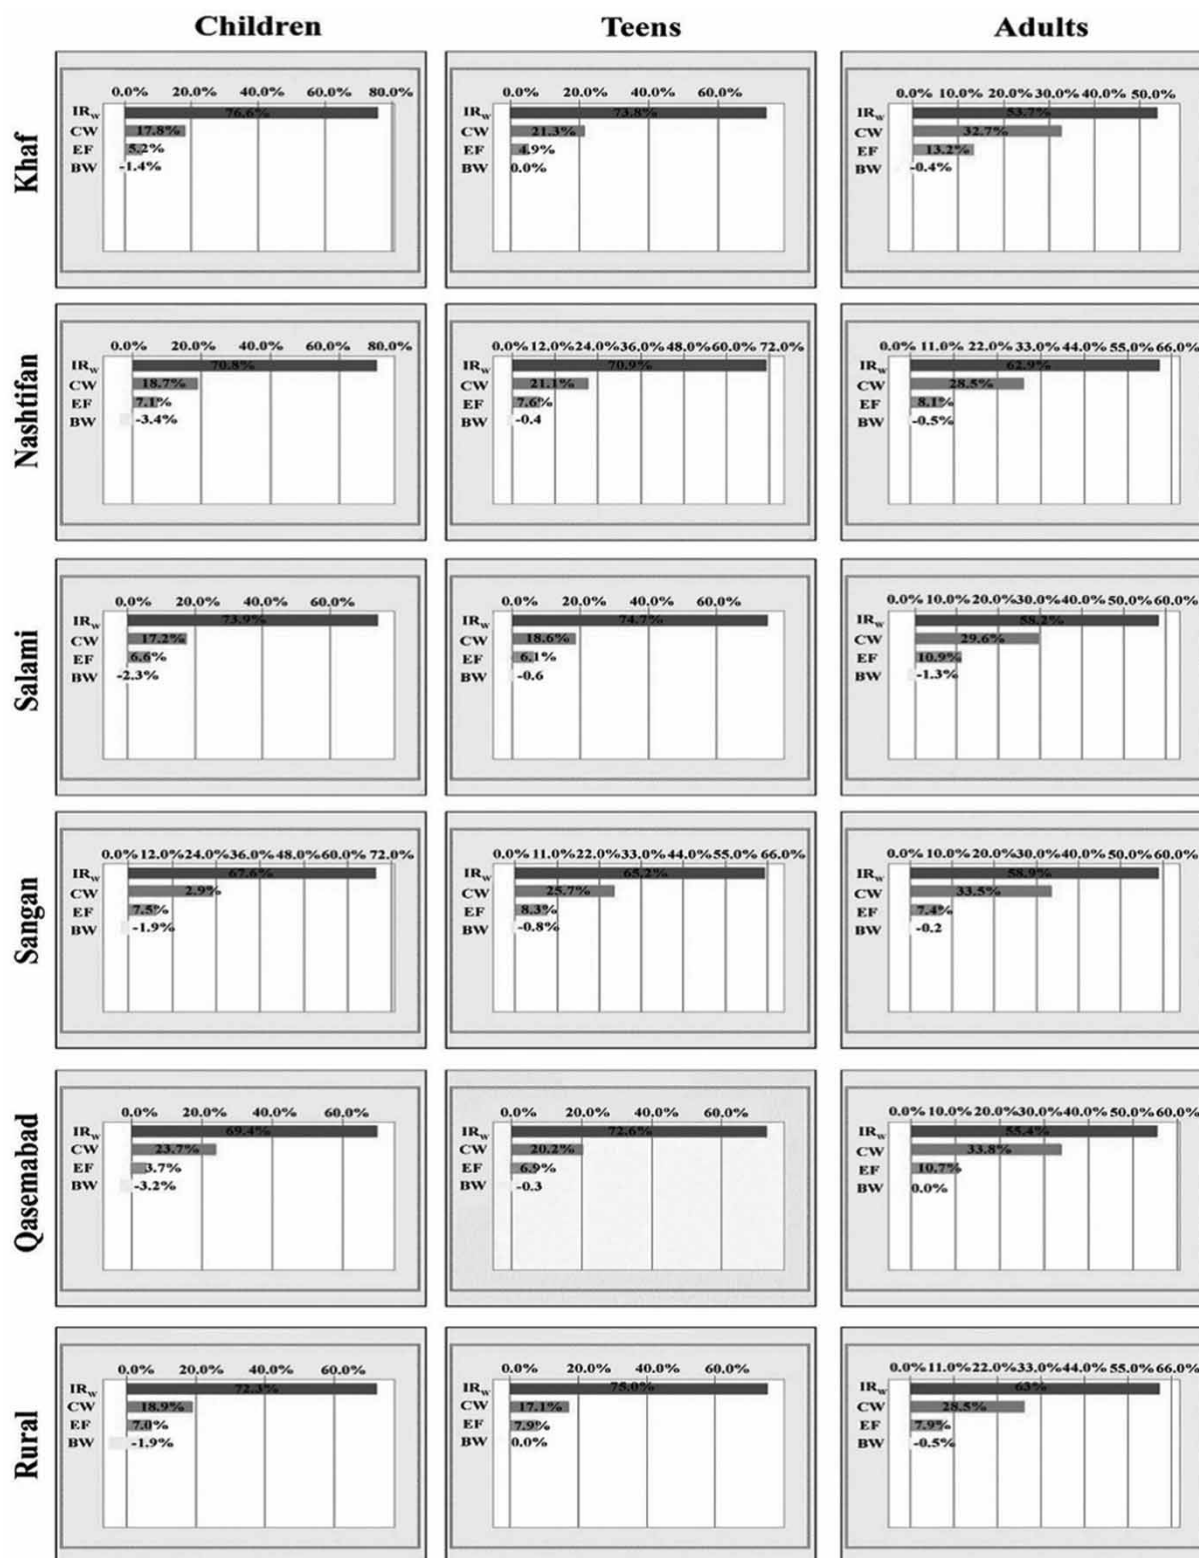 Children Teens Adults
Khaf
0.0% 20.0% 40.0% 60.0% 80.0%
IRw 76.6%
CW 17.8%
EF 5.2%
BW -1.4%
0.0% 20.0% 40.0% 60.0%
IRw 73.8%
CW 21.3%
EF 4.9%
BW 0.0%
0.0% 10.0% 20.0% 30.0% 40.0% 50.0%
IRw 53.7%
CW 32.7%
EF 13.2%
BW -0.4%
Nashtifan
0.0% 20.0% 40.0% 60.0% 80.0%
IRw 70.8%
CW 18.7%
EF 7.1%
BW -3.4%
0.0% 12.0% 24.0% 36.0% 48.0% 60.0% 72.0%
IRw 70.9%
CW 21.1%
EF 7.6%
BW -0.4
0.0% 11.0% 22.0% 33.0% 44.0% 55.0% 66.0%
IRw 62.9%
CW 28.5%
EF 8.1%
BW -0.5%
Salami
0.0% 20.0% 40.0% 60.0%
IRw 73.9%
CW 17.2%
EF 6.6%
BW -2.3%
0.0% 20.0% 40.0% 60.0%
IRw 74.7%
CW 18.6%
EF 6.1%
BW -0.6
0.0% 10.0% 20.0% 30.0% 40.0% 50.0% 60.0%
IRw 58.2%
CW 29.6%
EF 10.9%
BW -1.3%
Sangan
0.0% 12.0% 24.0% 36.0% 48.0% 60.0% 72.0%
IRw 67.6%
CW 2.9%
EF 7.5%
BW -1.9%
0.0% 11.0% 22.0% 33.0% 44.0% 55.0% 66.0%
IRw 65.2%
CW 25.7%
EF 8.3%
BW -0.8%
0.0% 10.0% 20.0% 30.0% 40.0% 50.0% 60.0%
IRw 58.9%
CW 33.5%
EF 7.4%
BW -0.2
Qasemabad
0.0% 20.0% 40.0% 60.0%
IRw 69.4%
CW 23.7%
EF 3.7%
BW -3.2%
0.0% 20.0% 40.0% 60.0%
IRw 72.6%
CW 20.2%
EF 6.9%
BW -0.3
0.0% 10.0% 20.0% 30.0% 40.0% 50.0% 60.0%
IRw 55.4%
CW 33.8%
EF 10.7%
BW 0.0%
Rural
0.0% 20.0% 40.0% 60.0%
IRw 72.3%
CW 18.9%
EF 7.0%
BW -1.9%
0.0% 20.0% 40.0% 60.0%
IRw 75.0%
CW 17.1%
EF 7.9%
BW 0.0%
0.0% 11.0% 22.0% 33.0% 44.0% 55.0% 66.0%
IRw 63%
CW 28.5%
EF 7.9%
BW -0.5%